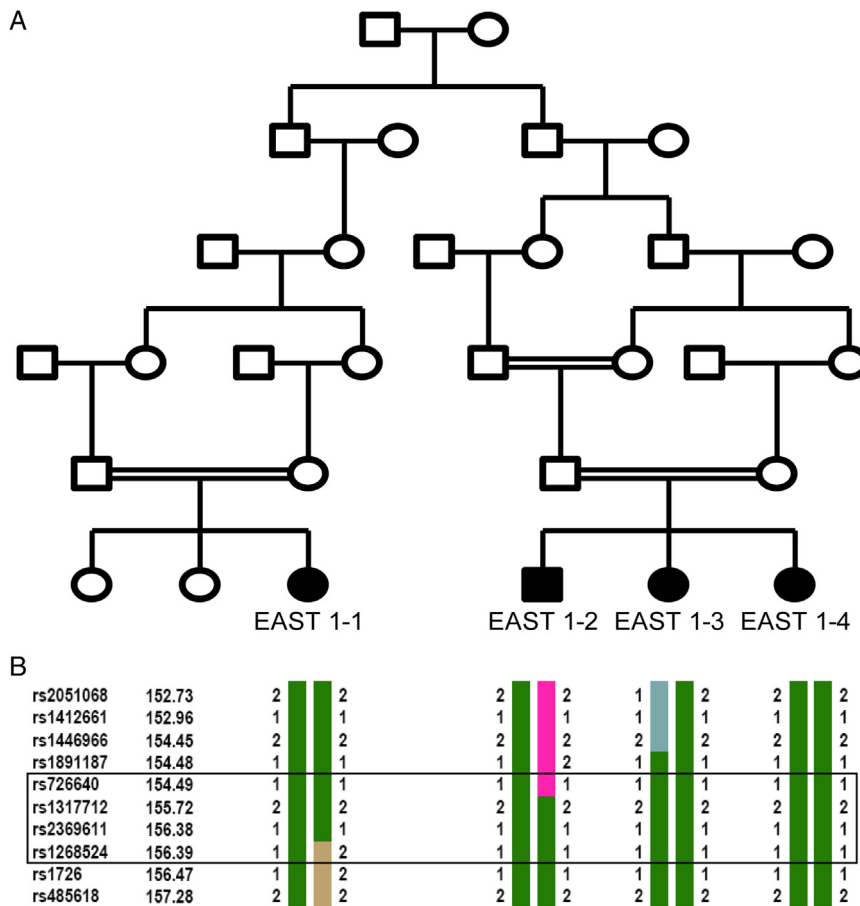 A
EAST 1-1 EAST 1-2 EAST 1-3 EAST 1-4
B
rs2051068 152.73 2 2 2 2 1 2 2 2
rs1412661 152.96 1 1 1 1 1 1 1 1
rs1446966 154.45 2 2 2 2 2 2 2 2
rs1891187 154.48 1 1 1 2 1 1 1 1
rs726640 154.49 1 1 1 1 1 1 1 1
rs1317712 155.72 2 2 2 2 2 2 2 2
rs2369611 156.38 1 1 1 1 1 1 1 1
rs1268524 156.39 1 2 1 1 1 1 1 1
rs1726 156.47 1 2 1 1 1 1 1 1
rs485618 157.28 2 2 2 2 2 2 2 2